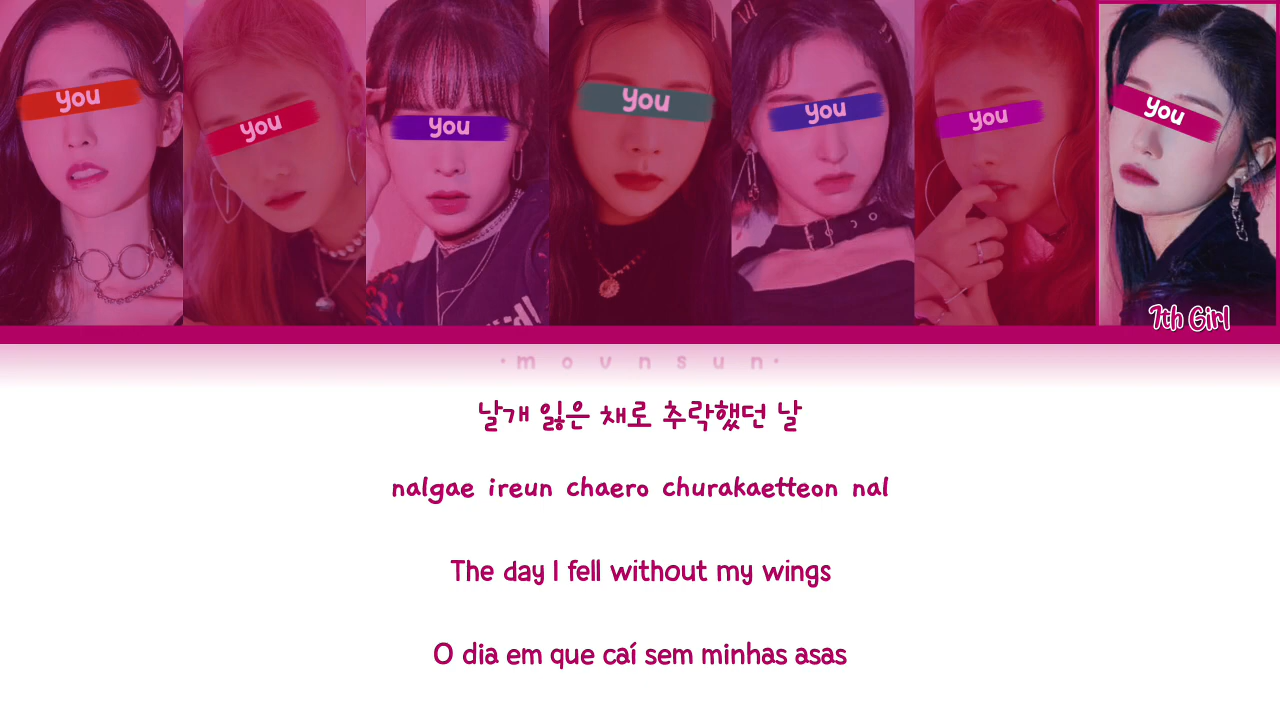 you
you
you
you
you
you
you
7th Girl
·movnsun·
날개 잃은 채로 추락했던 날
nalgae ireun chaero churakaetteon nal
The day I fell without my wings
O dia em que caí sem minhas asas